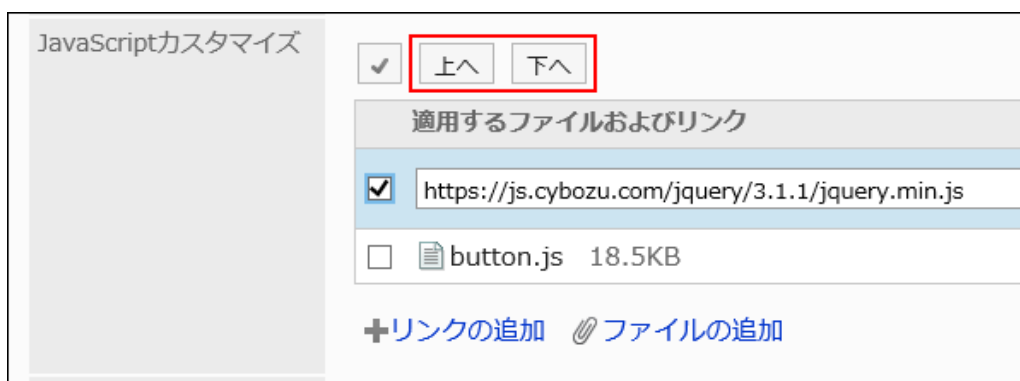 JavaScriptカスタマイズ
上へ 下へ
適用するファイルおよびリンク
https://js.cybozu.com/jquery/3.1.1/jquery.min.js
button.js 18.5KB
リンクの追加 ファイルの追加